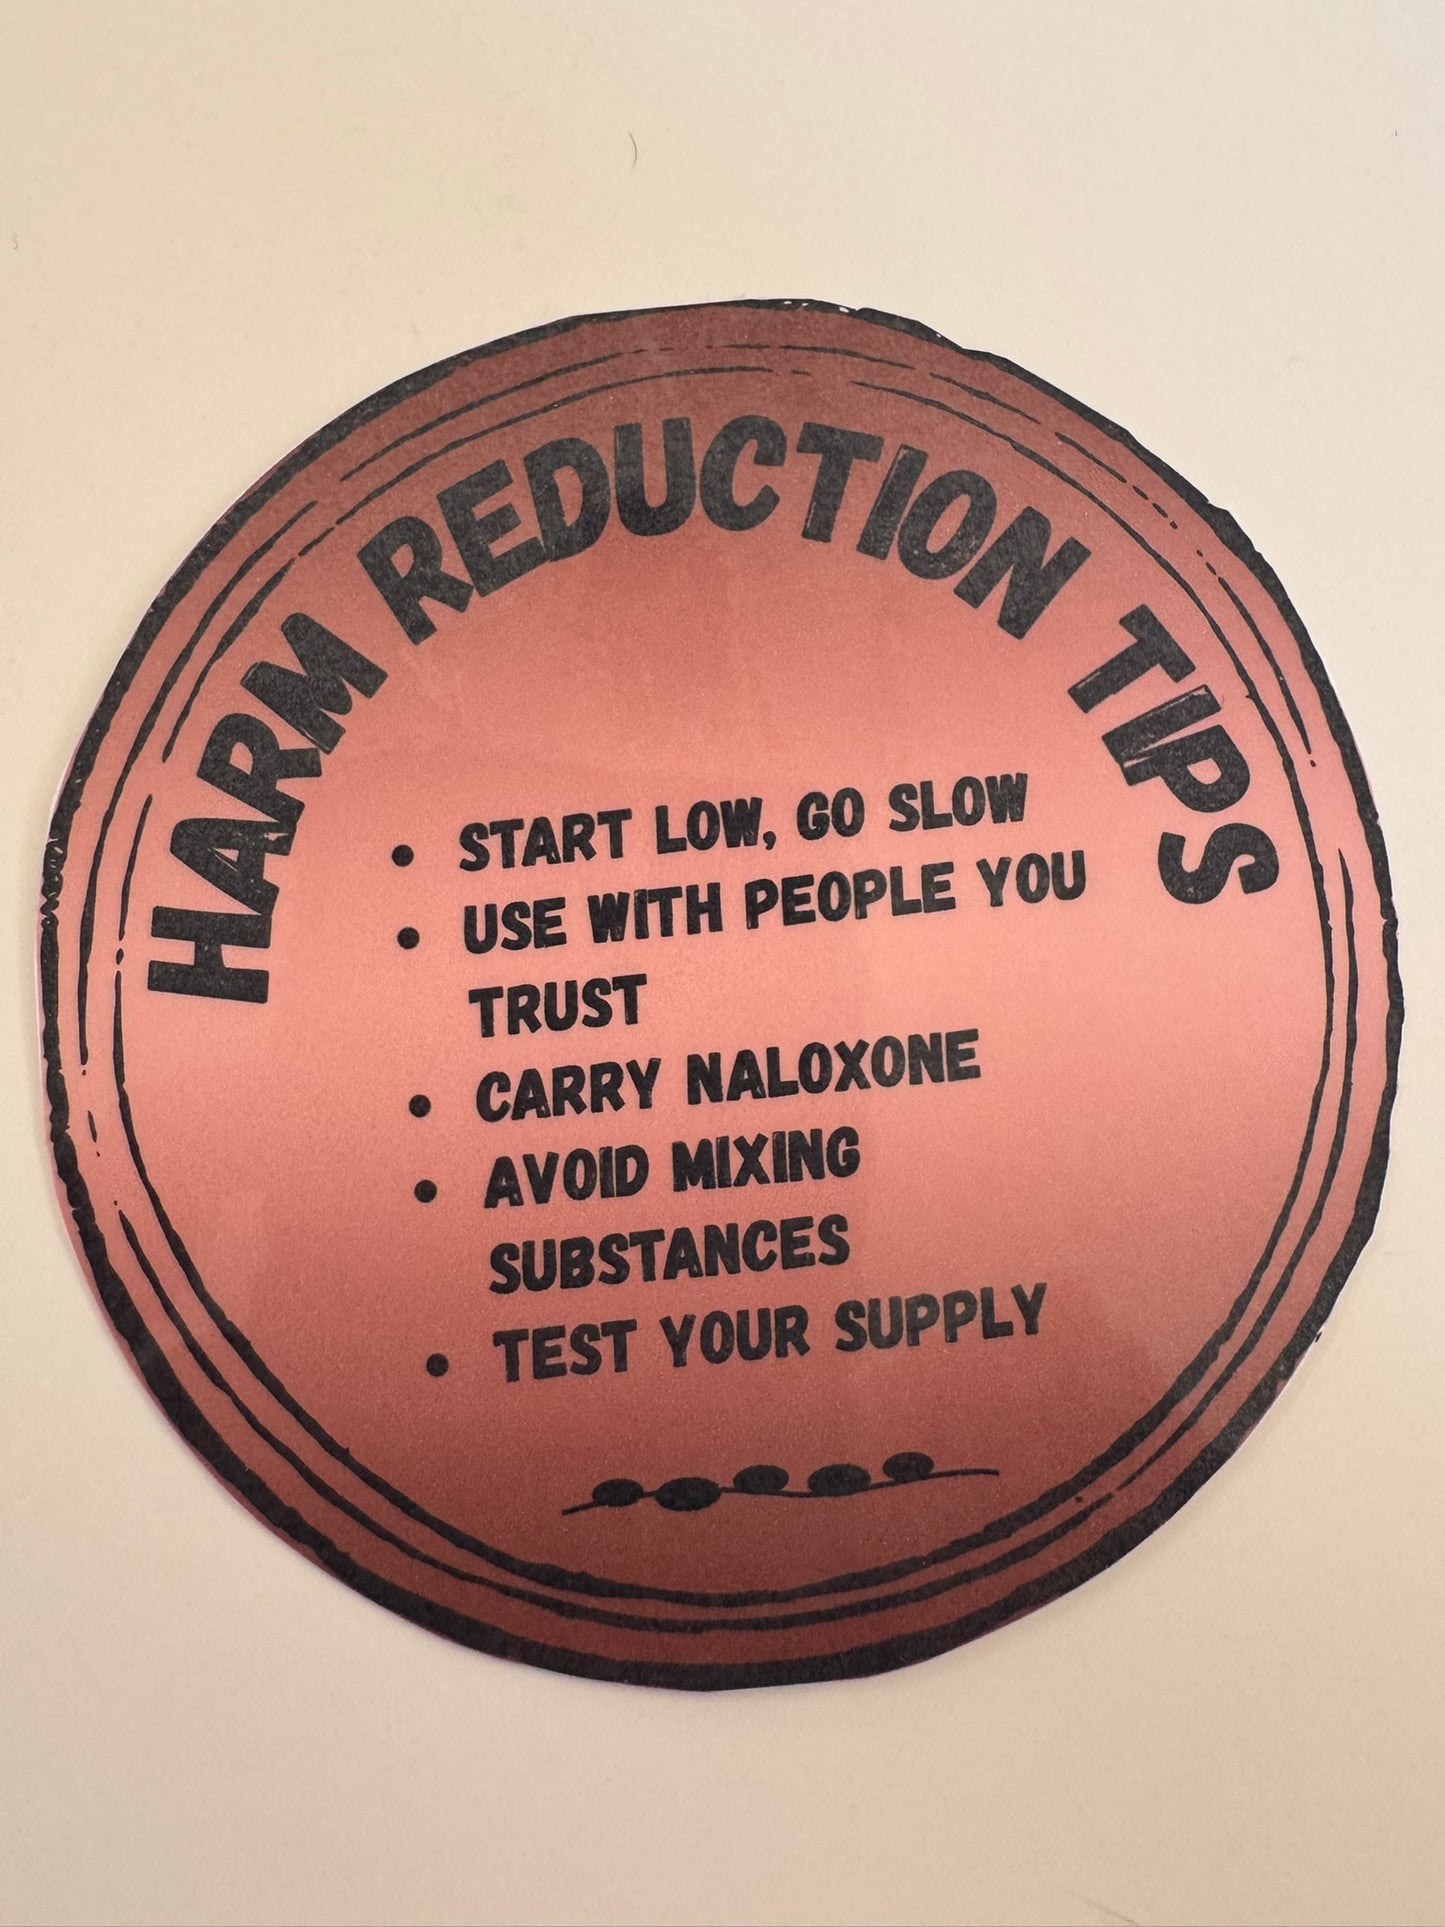 HARM REDUCTION TIPS
• START LOW, GO SLOW
• USE WITH PEOPLE YOU
TRUST
• CARRY NALOXONE
• AVOID MIXING
SUBSTANCES
• TEST YOUR SUPPLY